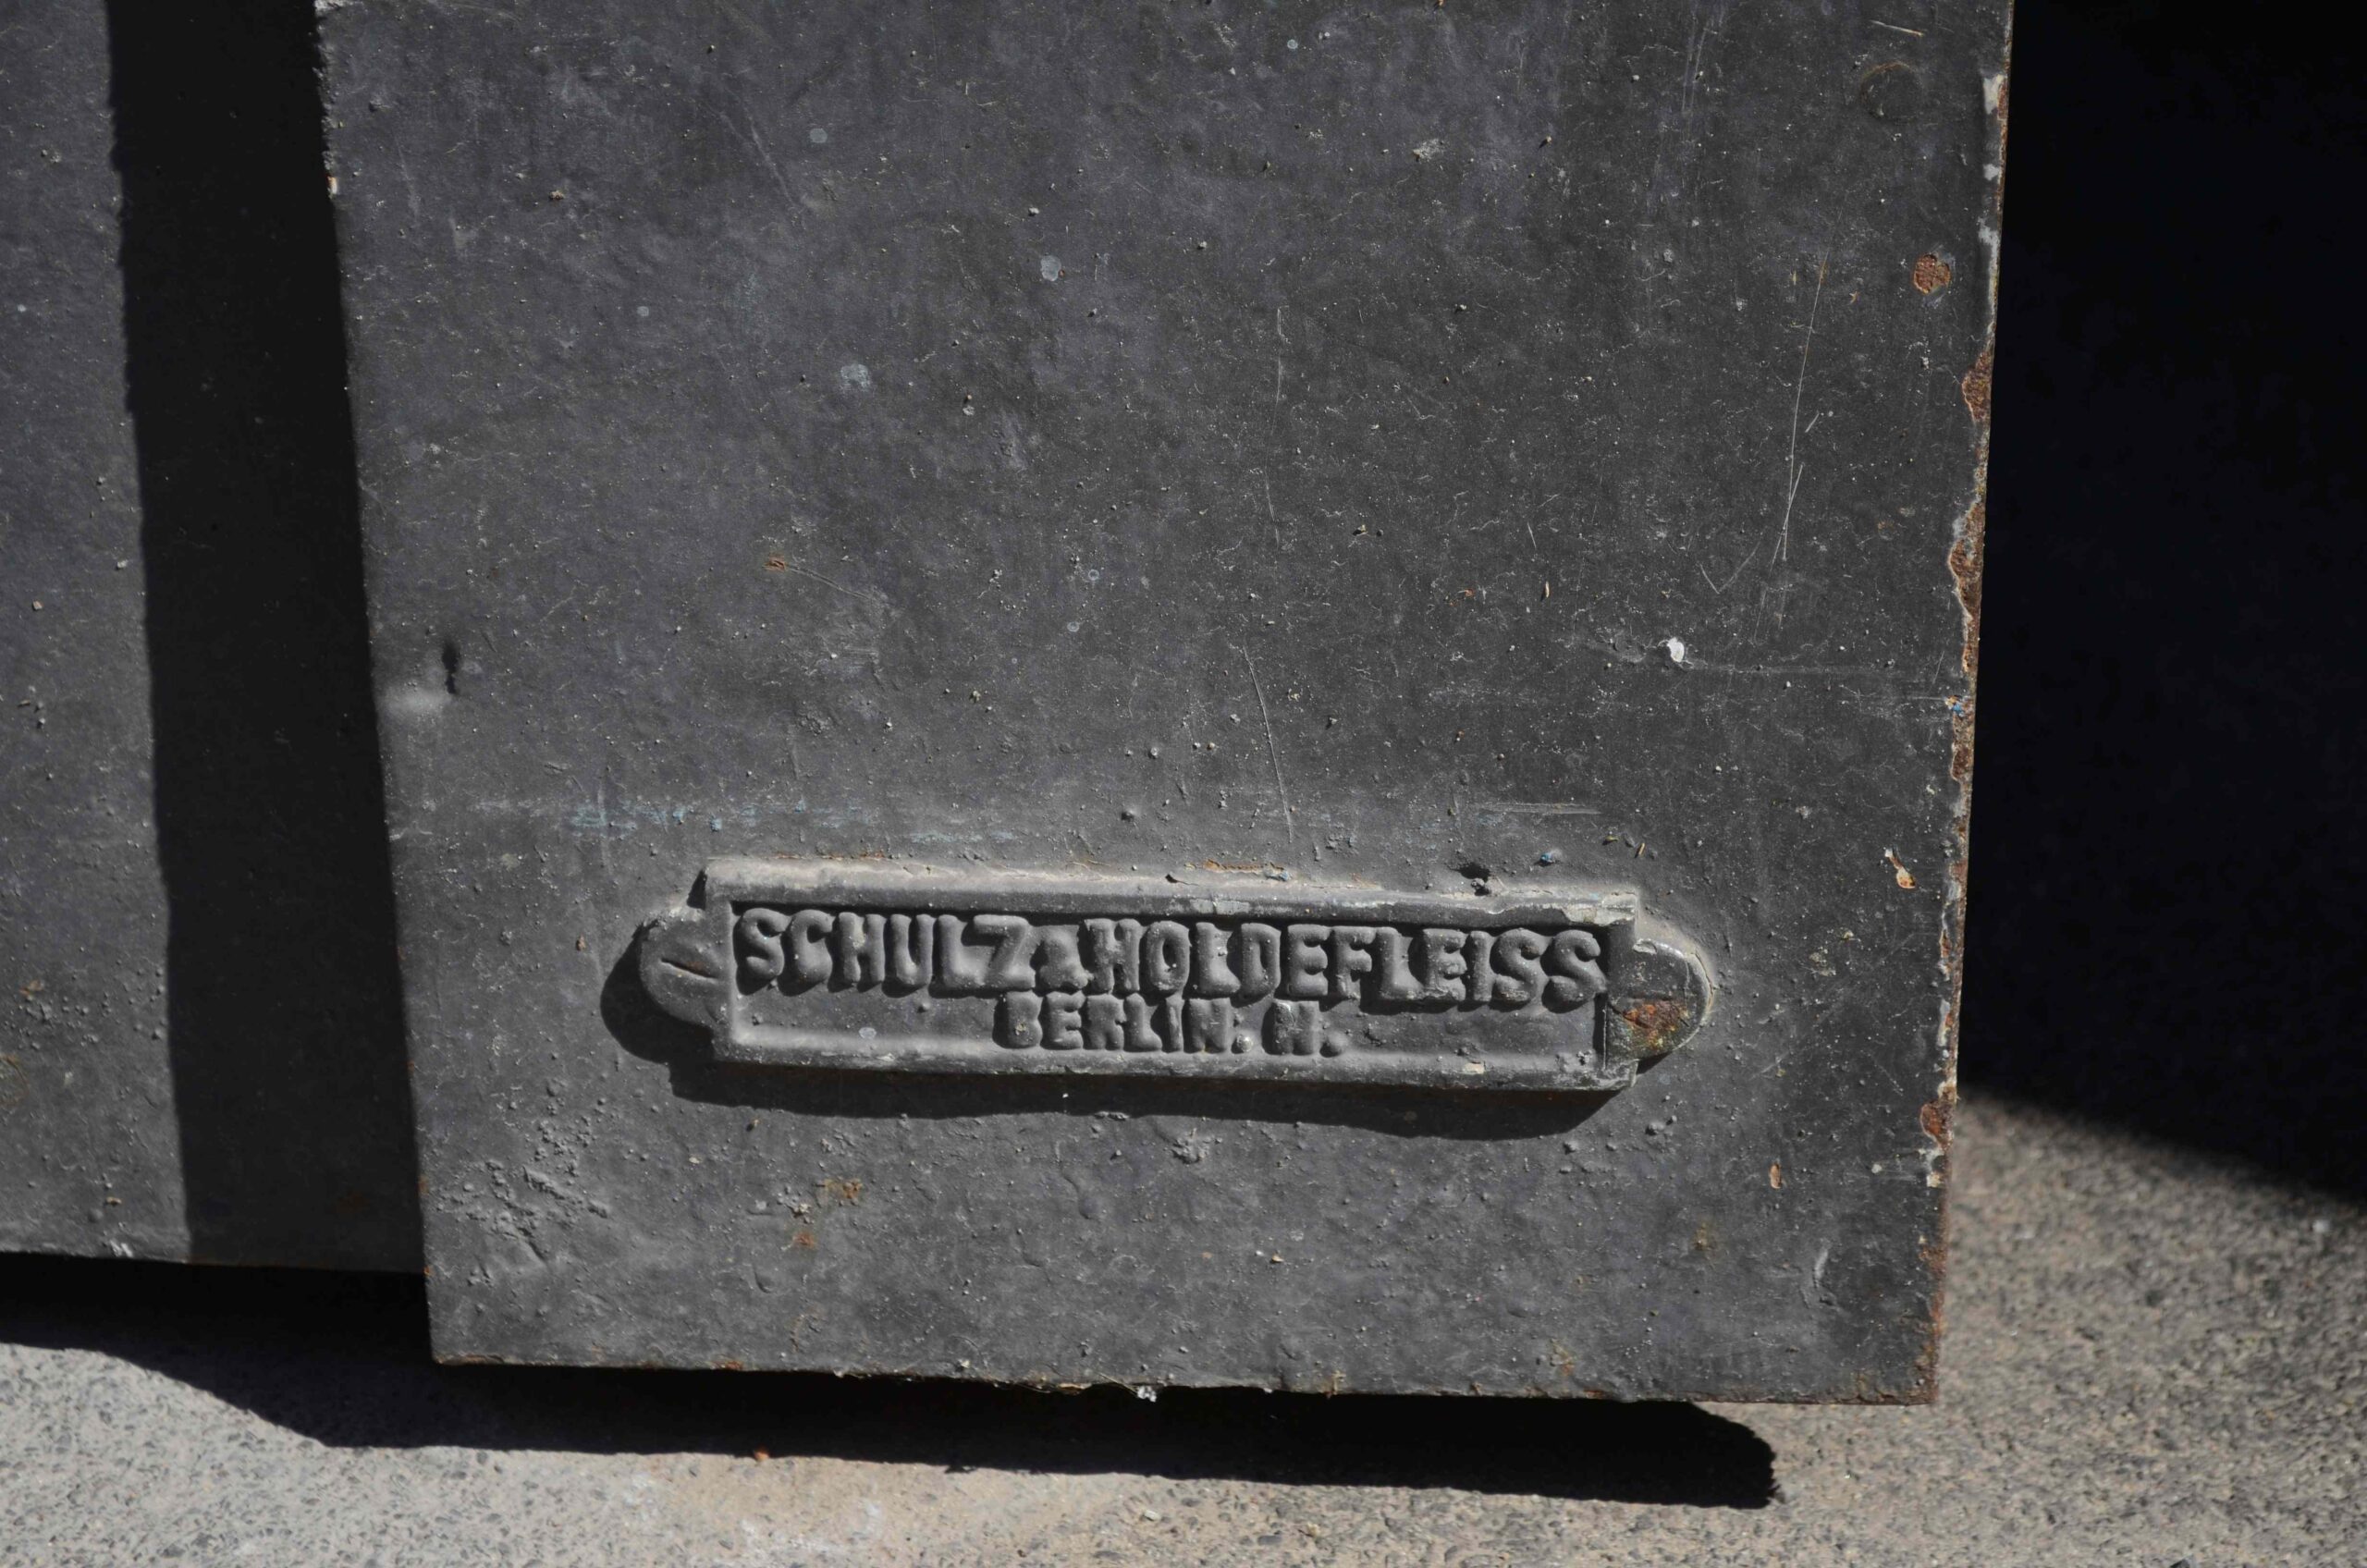 SCHULZ & HOLDEFLEISS
BERLIN. N.